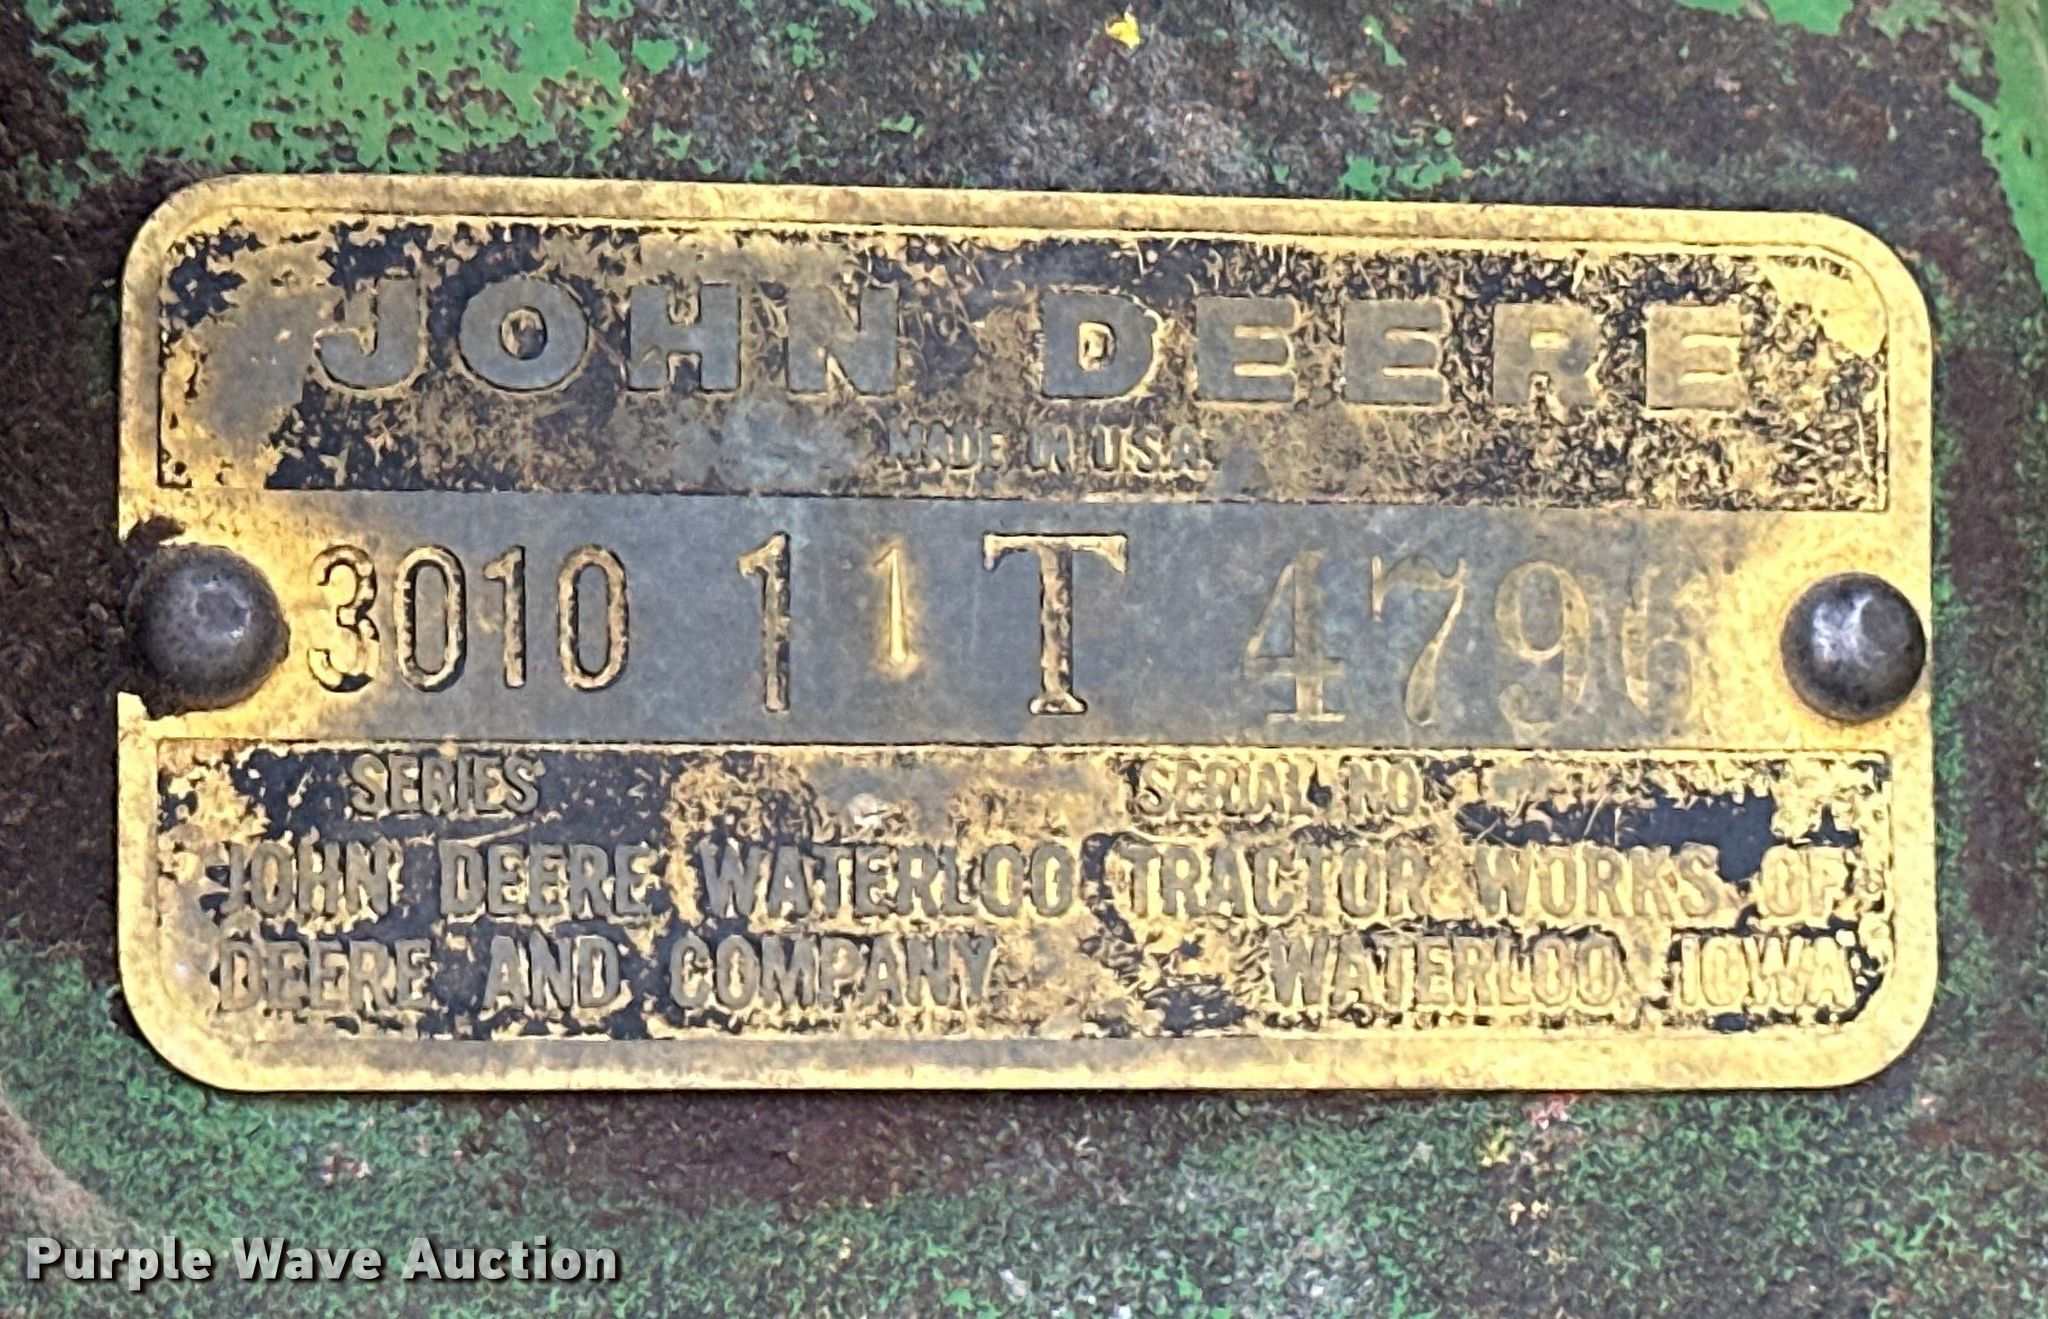 JOHN DEERE
MADE IN U.S.A.
3010 11 T 4796
SERIES SERIAL NO
JOHN DEERE WATERLOO TRACTOR WORKS OF
DEERE AND COMPANY WATERLOO, IOWA
Purple Wave Auction